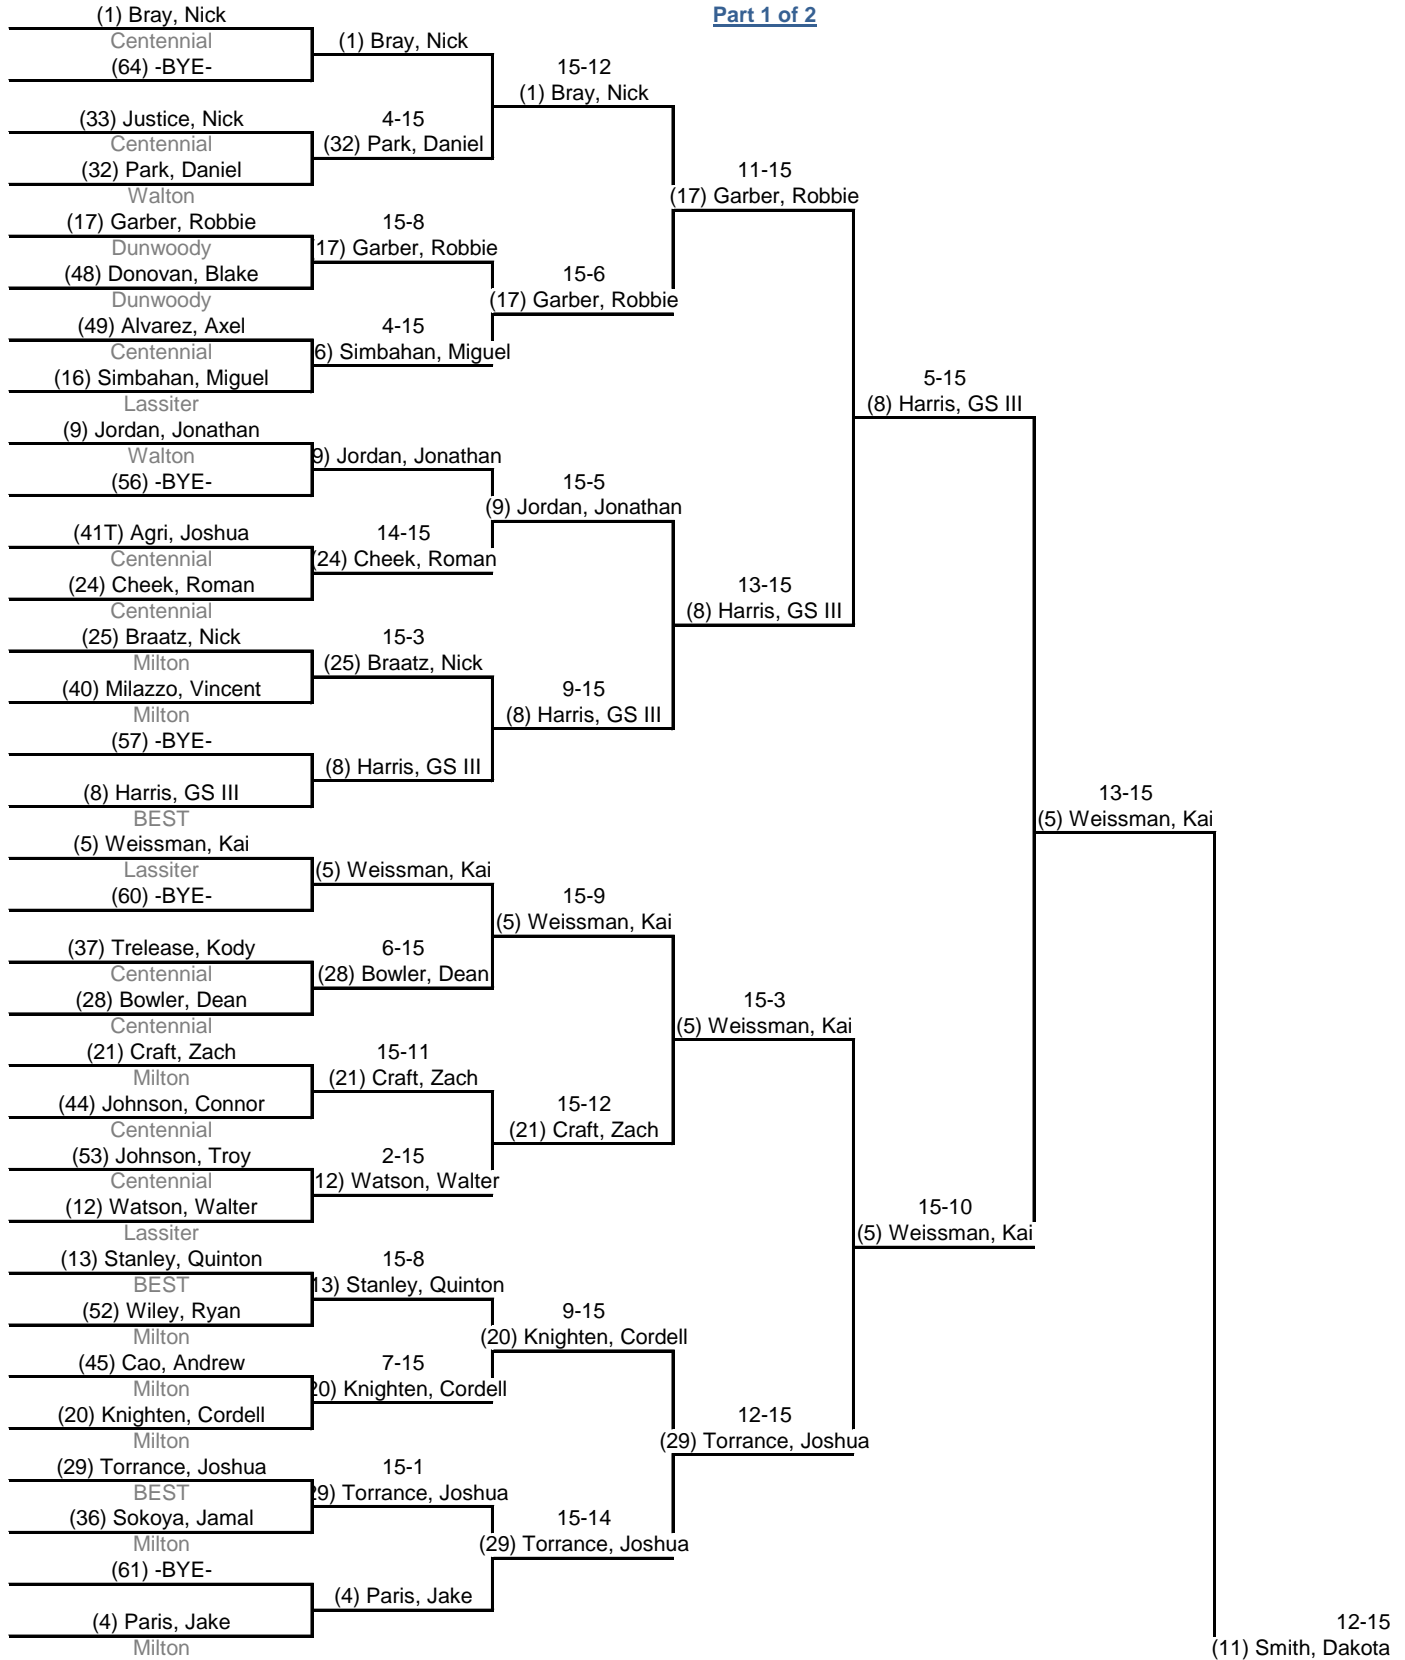 Part 1 of 2
(1) Bray, Nick
Centennial
(64) -BYE-
(33) Justice, Nick
Centennial
(32) Park, Daniel
Walton
(17) Garber, Robbie
Dunwoody
(48) Donovan, Blake
Dunwoody
(49) Alvarez, Axel
Centennial
(16) Simbahan, Miguel
Lassiter
(9) Jordan, Jonathan
Walton
(56) -BYE-
(41T) Agri, Joshua
Centennial
(24) Cheek, Roman
Centennial
(25) Braatz, Nick
Milton
(40) Milazzo, Vincent
Milton
(57) -BYE-
(8) Harris, GS III
BEST
(5) Weissman, Kai
Lassiter
(60) -BYE-
(37) Trelease, Kody
Centennial
(28) Bowler, Dean
Centennial
(21) Craft, Zach
Milton
(44) Johnson, Connor
Centennial
(53) Johnson, Troy
Centennial
(12) Watson, Walter
Lassiter
(13) Stanley, Quinton
BEST
(52) Wiley, Ryan
Milton
(45) Cao, Andrew
Milton
(20) Knighten, Cordell
Milton
(29) Torrance, Joshua
BEST
(36) Sokoya, Jamal
Milton
(61) -BYE-
(4) Paris, Jake
Milton
(1) Bray, Nick
4-15
(32) Park, Daniel
15-8
17) Garber, Robbie
4-15
6) Simbahan, Miguel
9) Jordan, Jonathan
14-15
(24) Cheek, Roman
15-3
(25) Braatz, Nick
(8) Harris, GS III
(5) Weissman, Kai
6-15
(28) Bowler, Dean
15-11
(21) Craft, Zach
2-15
12) Watson, Walter
15-8
13) Stanley, Quinton
7-15
20) Knighten, Cordell
15-1
29) Torrance, Joshua
(4) Paris, Jake
15-12
(1) Bray, Nick
15-6
(17) Garber, Robbie
15-5
(9) Jordan, Jonathan
9-15
(8) Harris, GS III
15-9
(5) Weissman, Kai
15-12
(21) Craft, Zach
9-15
(20) Knighten, Cordell
15-14
(29) Torrance, Joshua
11-15
(17) Garber, Robbie
13-15
(8) Harris, GS III
15-3
(5) Weissman, Kai
12-15
(29) Torrance, Joshua
5-15
(8) Harris, GS III
15-10
(5) Weissman, Kai
13-15
(5) Weissman, Kai
12-15
(11) Smith, Dakota